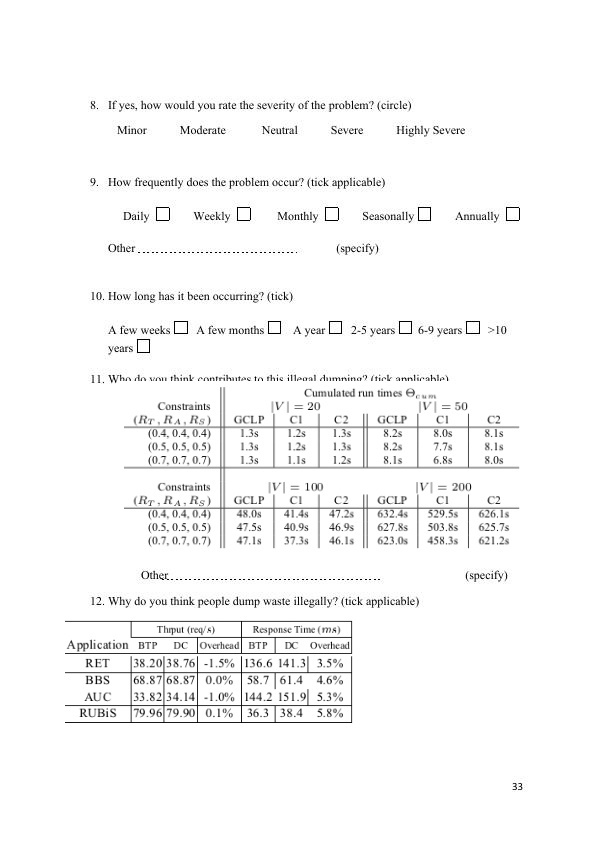 8. If yes, how would you rate the severity of the problem? (circle)
Minor Moderate Neutral Severe Highly Severe
9. How frequently does the problem occur? (tick applicable)
Daily Weekly Monthly Seasonally Annually
Other (specify)
10. How long has it been occurring? (tick)
A few weeks A few months A year 2-5 years 6-9 years >10
years
11. Who do you think contributes to this illegal dumping? (tick applicable)
Cumulated run times Θcum
Constraints |V| = 20 |V| = 50
(RT, RA, RS) GCLP C1 C2 GCLP C1 C2
(0.4, 0.4, 0.4) 1.3s 1.2s 1.3s 8.2s 8.0s 8.1s
(0.5, 0.5, 0.5) 1.3s 1.2s 1.3s 8.2s 7.7s 8.1s
(0.7, 0.7, 0.7) 1.3s 1.1s 1.2s 8.1s 6.8s 8.0s
Constraints |V| = 100 |V| = 200
(RT, RA, RS) GCLP C1 C2 GCLP C1 C2
(0.4, 0.4, 0.4) 48.0s 41.4s 47.2s 632.4s 529.5s 626.1s
(0.5, 0.5, 0.5) 47.5s 40.9s 46.9s 627.8s 503.8s 625.7s
(0.7, 0.7, 0.7) 47.1s 37.3s 46.1s 623.0s 458.3s 621.2s
Other (specify)
12. Why do you think people dump waste illegally? (tick applicable)
Thrput (req/s) Response Time (ms)
Application BTP DC Overhead BTP DC Overhead
RET 38.20 38.76 -1.5% 136.6 141.3 3.5%
BBS 68.87 68.87 0.0% 58.7 61.4 4.6%
AUC 33.82 34.14 -1.0% 144.2 151.9 5.3%
RUBiS 79.96 79.90 0.1% 36.3 38.4 5.8%
33